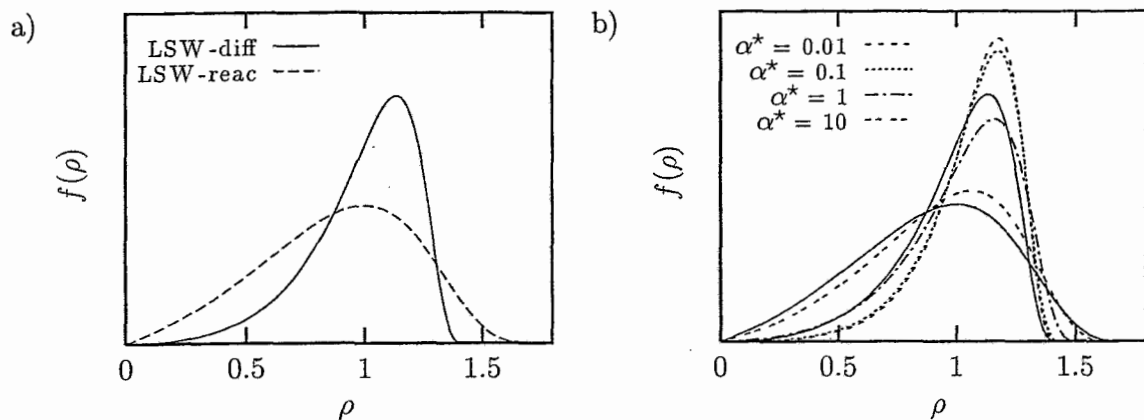 a)
LSW-diff
LSW-reac
f(ρ)
0
0.5
1
1.5
ρ
b)
α* = 0.01
α* = 0.1
α* = 1
α* = 10
f(ρ)
0
0.5
1
1.5
ρ